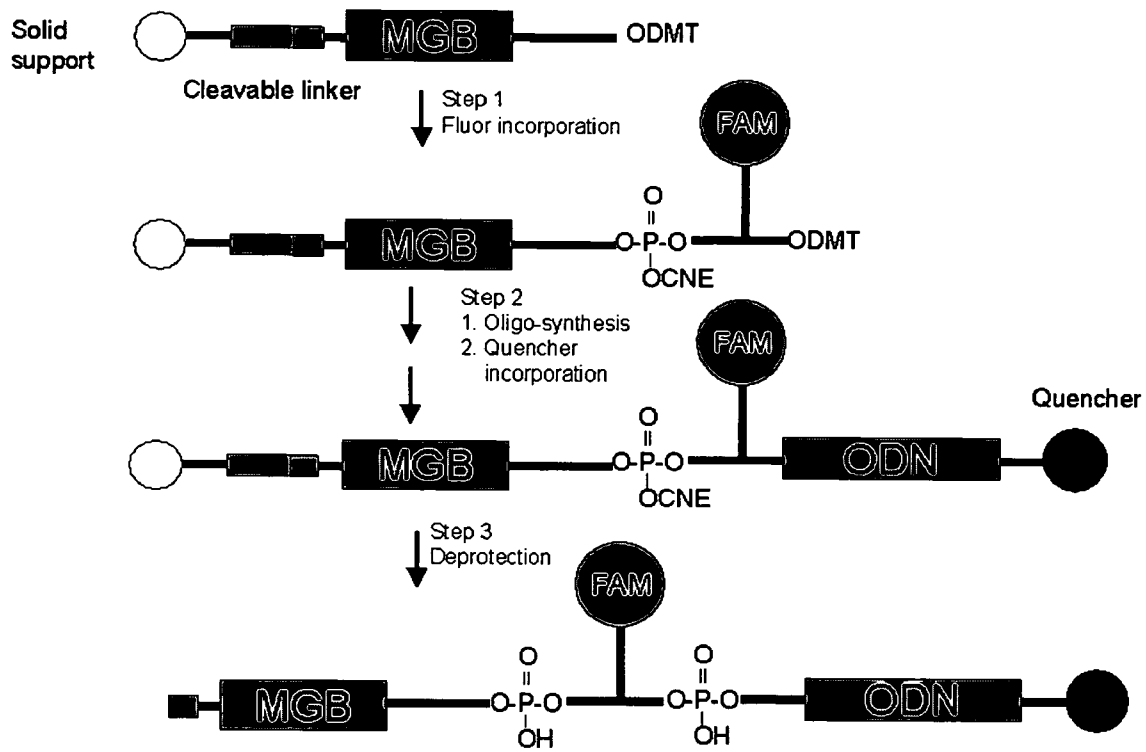 Solid
support
MGB
ODMT
Cleavable linker
Step 1
Fluor incorporation
FAM
MGB
O
O-P-O
OCNE
ODMT
Step 2
1. Oligo-synthesis
2. Quencher
incorporation
FAM
Quencher
MGB
O
O-P-O
OCNE
ODN
Step 3
Deprotection
FAM
MGB
O
O-P-O
OH
O
O-P-O
OH
ODN